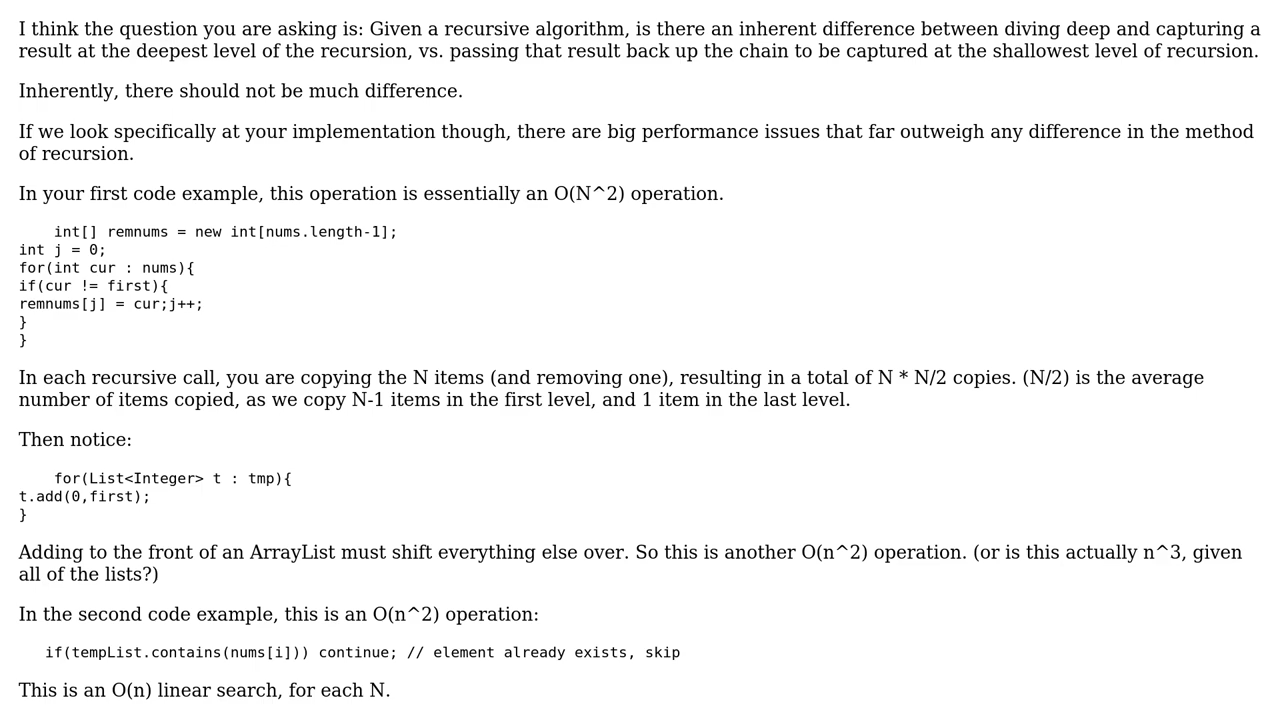 I think the question you are asking is: Given a recursive algorithm, is there an inherent difference between diving deep and capturing a
result at the deepest level of the recursion, vs. passing that result back up the chain to be captured at the shallowest level of recursion.
Inherently, there should not be much difference.
If we look specifically at your implementation though, there are big performance issues that far outweigh any difference in the method
of recursion.
In your first code example, this operation is essentially an O(N^2) operation.
int[] remnums = new int[nums.length-1];
int j = 0;
for(int cur : nums){
if(cur != first){
remnums[j] = cur;j++;
}
}
In each recursive call, you are copying the N items (and removing one), resulting in a total of N * N/2 copies. (N/2) is the average
number of items copied, as we copy N-1 items in the first level, and 1 item in the last level.
Then notice:
for(List<Integer> t : tmp){
t.add(0,first);
}
Adding to the front of an ArrayList must shift everything else over. So this is another O(n^2) operation. (or is this actually n^3, given
all of the lists?)
In the second code example, this is an O(n^2) operation:
if(tempList.contains(nums[i])) continue; // element already exists, skip
This is an O(n) linear search, for each N.